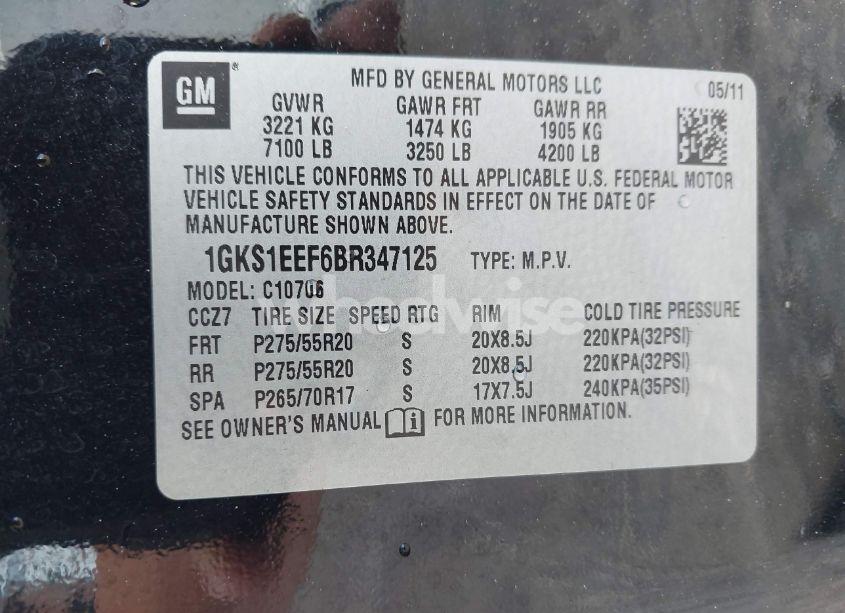 GM
MFD BY GENERAL MOTORS LLC 05/11
GVWR GAWR FRT GAWR RR
3221 KG 1474 KG 1905 KG
7100 LB 3250 LB 4200 LB
THIS VEHICLE CONFORMS TO ALL APPLICABLE U.S. FEDERAL MOTOR
VEHICLE SAFETY STANDARDS IN EFFECT ON THE DATE OF
MANUFACTURE SHOWN ABOVE.
1GKS1EEF6BR347125 TYPE: M.P.V.
MODEL: C10706
wheelwise
CCZ7 TIRE SIZE SPEED RTG RIM COLD TIRE PRESSURE
FRT P275/55R20 S 20X8.5J 220KPA(32PSI)
RR P275/55R20 S 20X8.5J 220KPA(32PSI)
SPA P265/70R17 S 17X7.5J 240KPA(35PSI)
SEE OWNER'S MANUAL i FOR MORE INFORMATION.